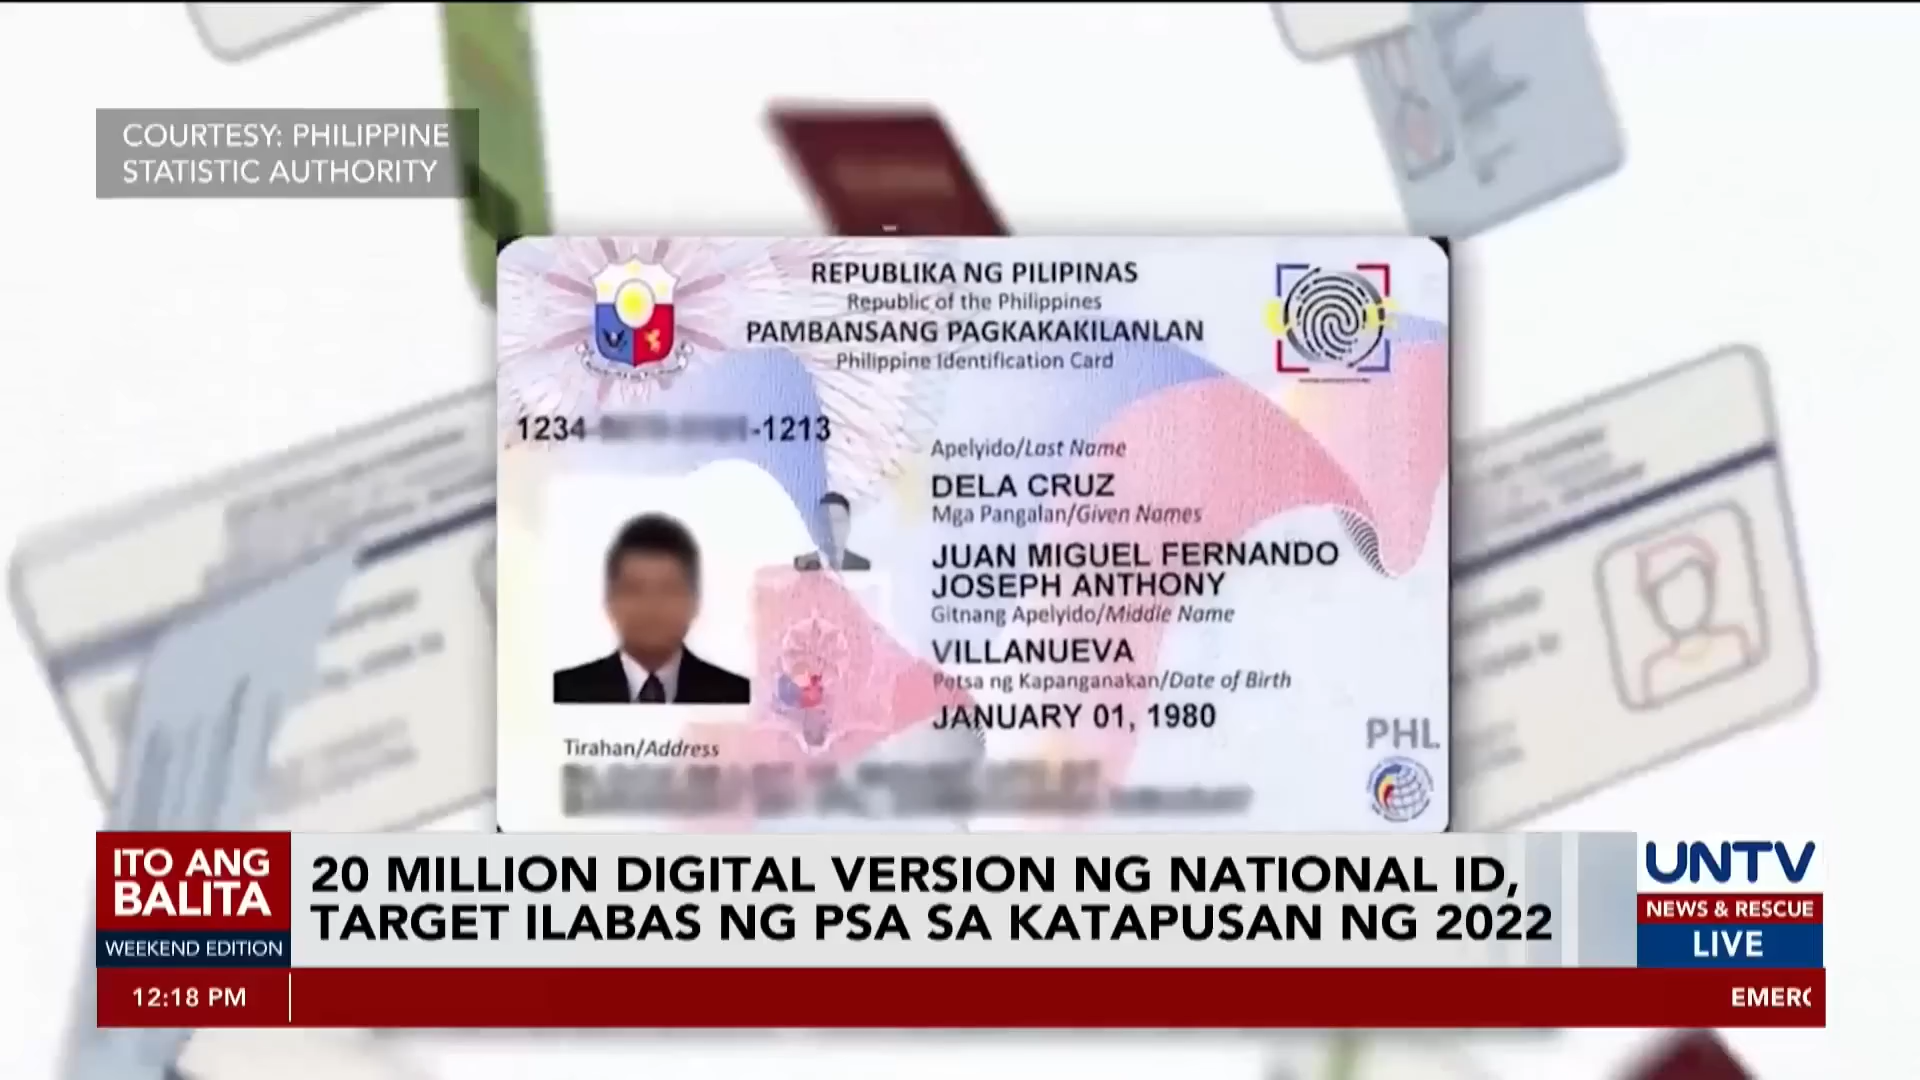 COURTESY: PHILIPPINE
STATISTIC AUTHORITY
REPUBLIKA NG PILIPINAS
Republic of the Philippines
PAMBANSANG PAGKAKAKILANLAN
Philippine Identification Card
1234
-1213
Apelyido/Last Name
DELA CRUZ
Mga Pangalan/Given Names
JUAN MIGUEL FERNANDO
JOSEPH ANTHONY
Gitnang Apelyido/Middle Name
VILLANUEVA
Petsa ng Kapanganakan/Date of Birth
JANUARY 01, 1980
PHL
Tirahan/Address
ITO ANG
BALITA
WEEKEND EDITION
20 MILLION DIGITAL VERSION NG NATIONAL ID,
TARGET ILABAS NG PSA SA KATAPUSAN NG 2022
UNTV
NEWS & RESCUE
LIVE
12:18 PM
EMERG